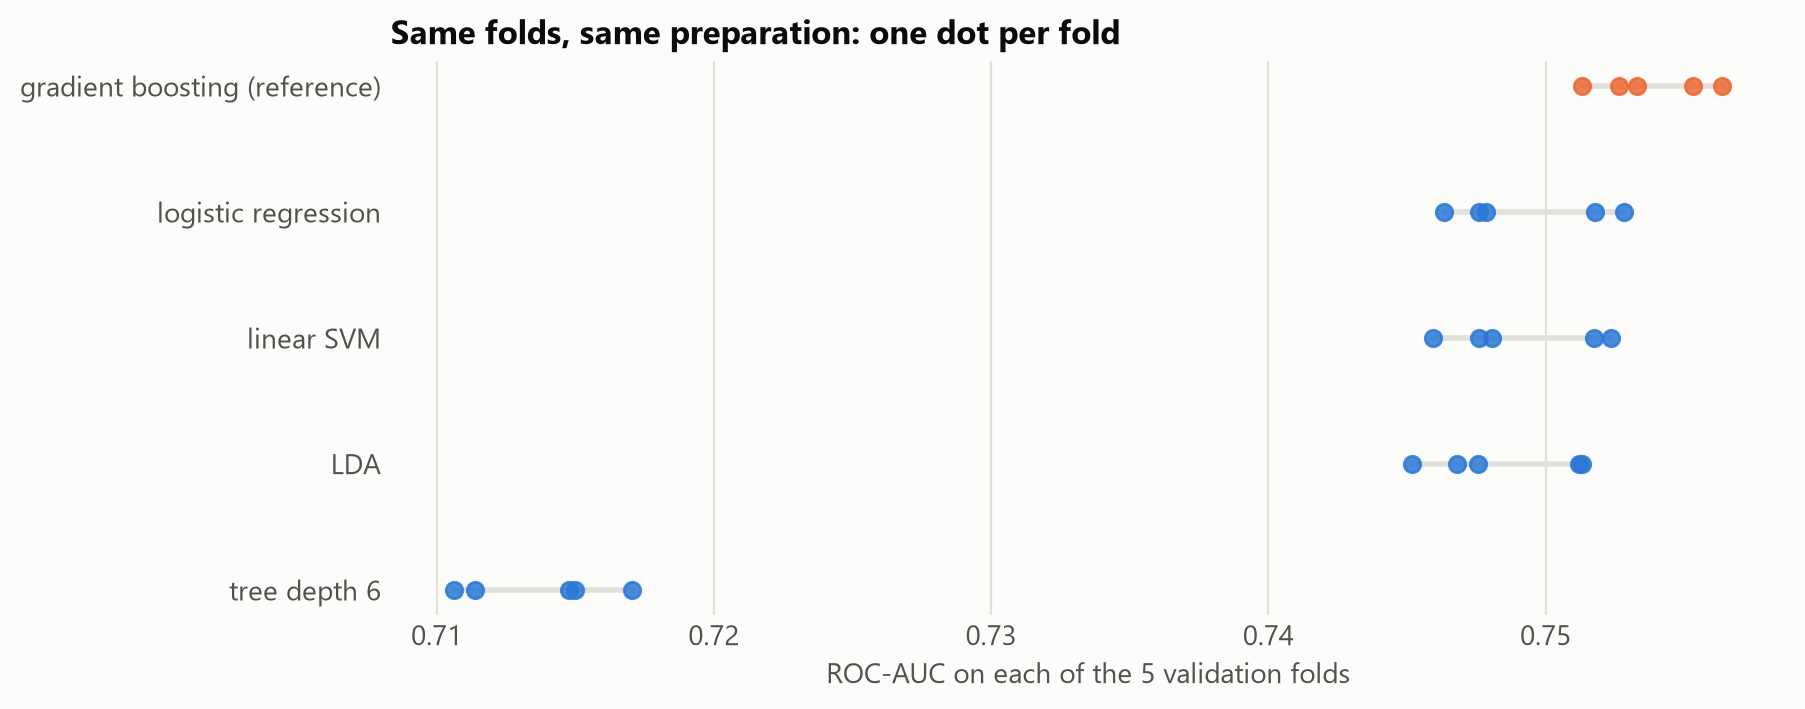 Same folds, same preparation: one dot per fold
gradient boosting (reference)
logistic regression
linear SVM
LDA
tree depth 6
0.71 0.72 0.73 0.74 0.75
ROC-AUC on each of the 5 validation folds